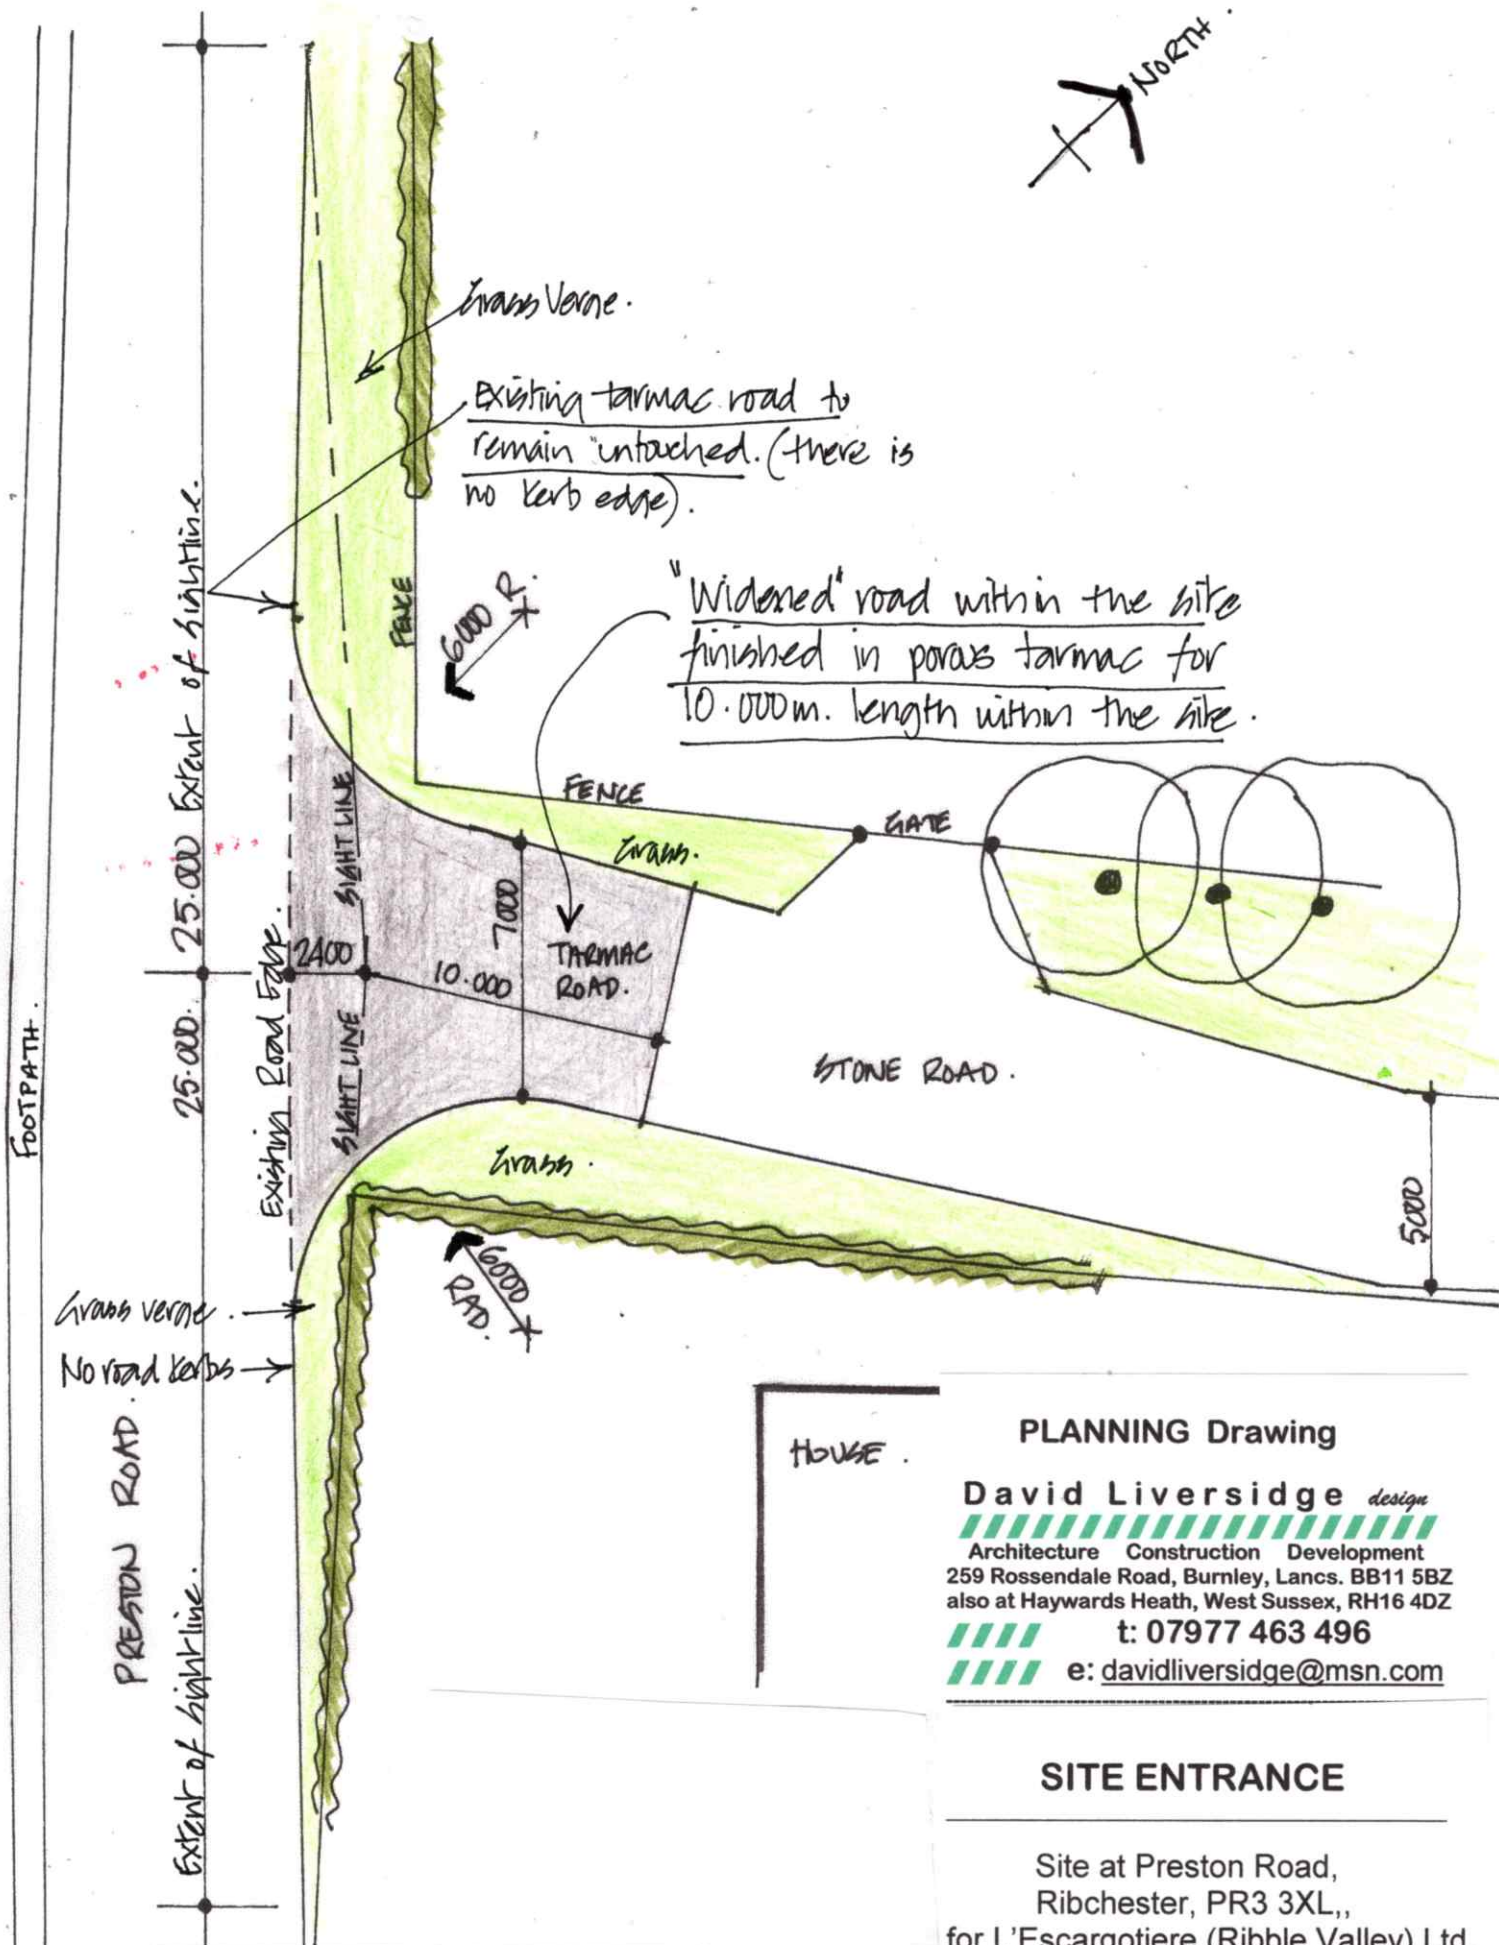 NORTH.
Grass Verge.
Existing tarmac road to
remain "untouched. (there is
no kerb edge).
FENCE
6000 R.
"Widened" road within the site
finished in porous tarmac for
10.000m. length within the site.
25.000 Extent of Sightline.
FENCE
GATE
Grass.
SIGHT LINE
7000
TARMAC
ROAD.
2400
10.000
Existing Road Edge.
25.000.
FOOTPATH.
SIGHT LINE
STONE ROAD.
5000
Grass.
6000
RAD.
Grass verge.
No road kerbs
PRESTON ROAD.
Extent of sightline.
HOUSE.
PLANNING Drawing
David Liversidge design
Architecture Construction Development
259 Rossendale Road, Burnley, Lancs. BB11 5BZ
also at Haywards Heath, West Sussex, RH16 4DZ
t: 07977 463 496
e: davidliversidge@msn.com
SITE ENTRANCE
Site at Preston Road,
Ribchester, PR3 3XL,,
for L'Escargotiere (Ribble Valley) Ltd